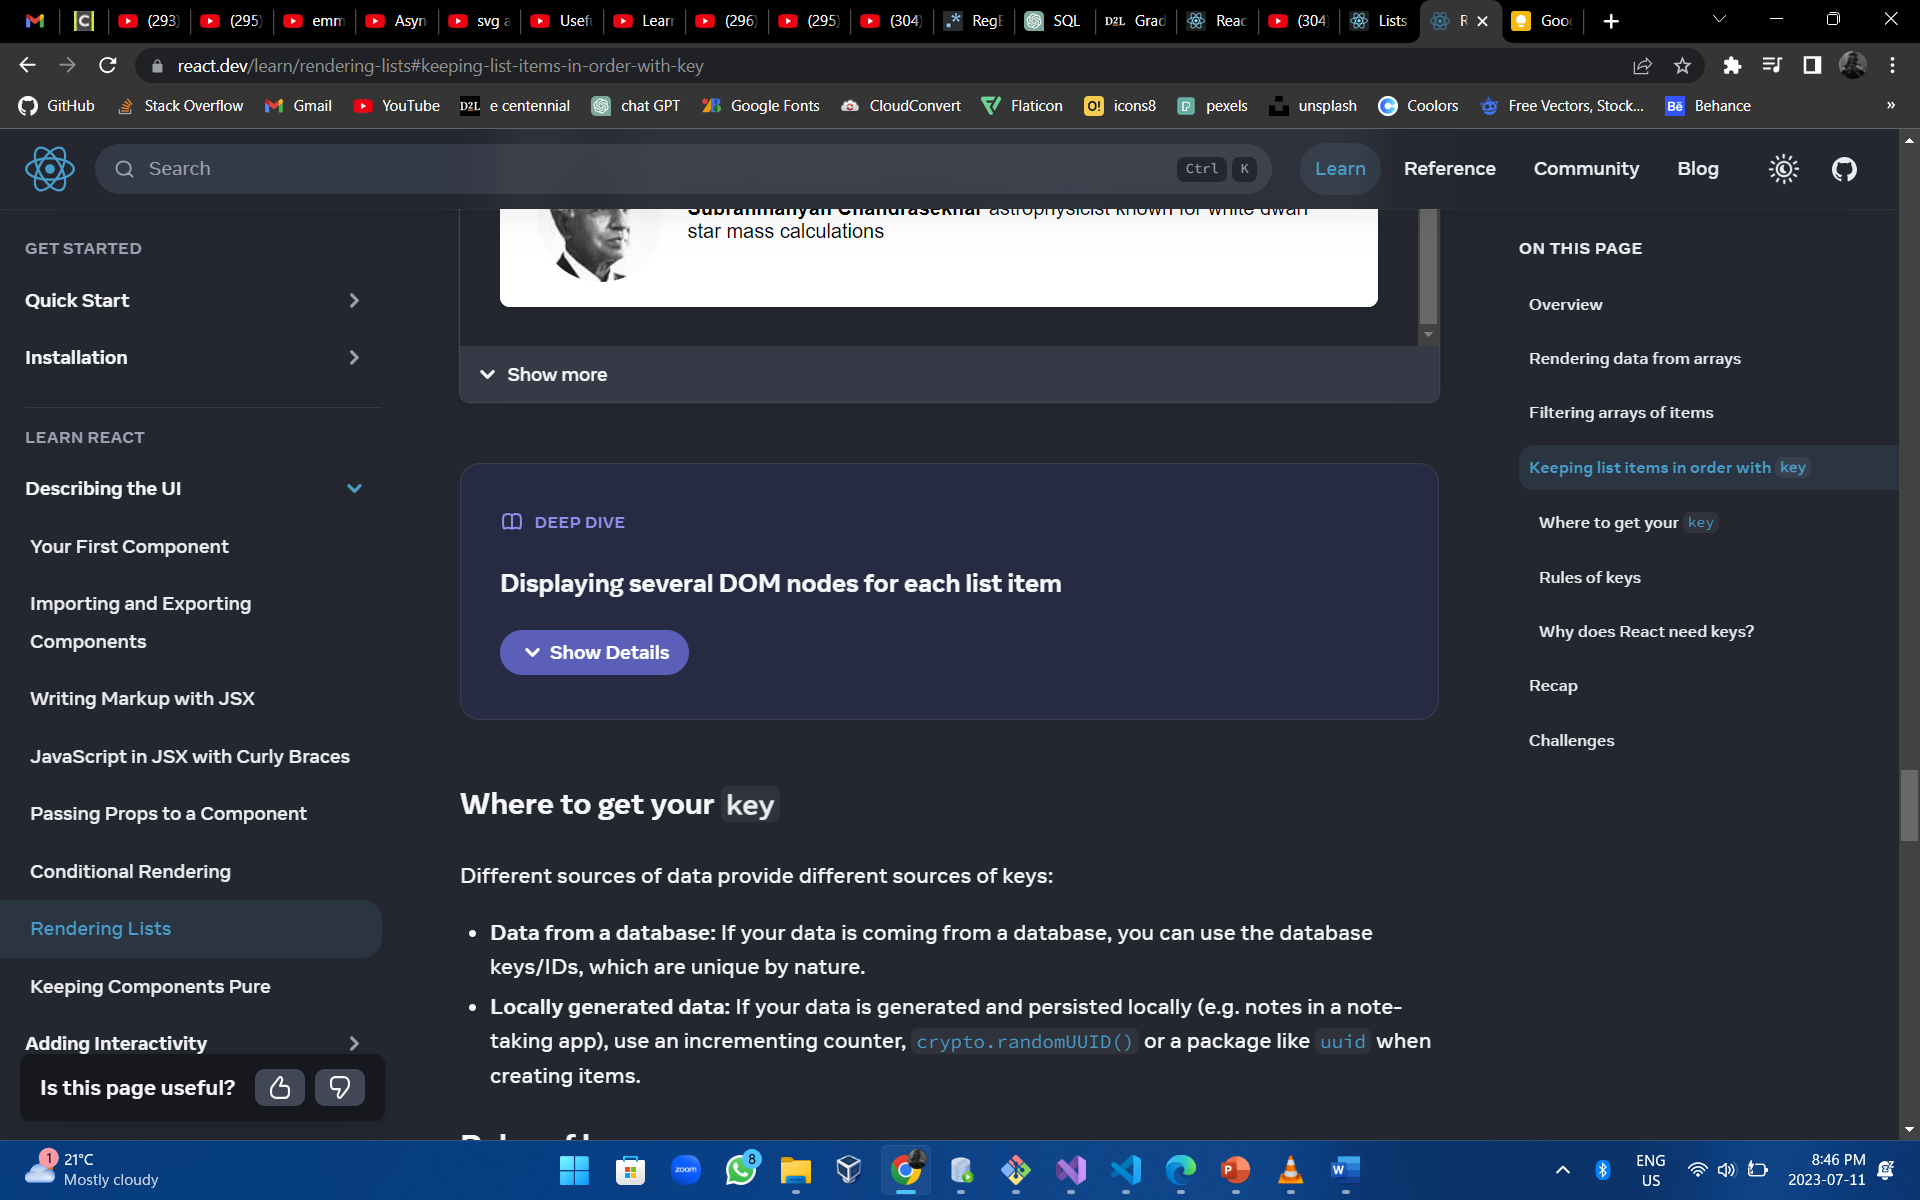 (293)
(295)
emm
Asyn
svg a
Usef
Lear
(296)
(295)
(304)
RegE
SQL
D2L Grad
Reac
(304)
Lists
R
Goo
react.dev/learn/rendering-lists#keeping-list-items-in-order-with-key
GitHub
Stack Overflow
Gmail
YouTube
D2L e centennial
chat GPT
Google Fonts
CloudConvert
Flaticon
icons8
pexels
unsplash
Coolors
Free Vectors, Stock...
Bē Behance
»
Search
Ctrl K
Learn
Reference
Community
Blog
GET STARTED
Quick Start
Installation
LEARN REACT
Describing the UI
Your First Component
Importing and Exporting
Components
Writing Markup with JSX
JavaScript in JSX with Curly Braces
Passing Props to a Component
Conditional Rendering
Rendering Lists
Keeping Components Pure
Adding Interactivity
Is this page useful?
Subrahmanyan Chandrasekhar astrophysicist known for white dwarf
star mass calculations
Show more
DEEP DIVE
Displaying several DOM nodes for each list item
Show Details
Where to get your key
Different sources of data provide different sources of keys:
• Data from a database: If your data is coming from a database, you can use the database
keys/IDs, which are unique by nature.
• Locally generated data: If your data is generated and persisted locally (e.g. notes in a note-
taking app), use an incrementing counter, crypto.randomUUID() or a package like uuid when
creating items.
ON THIS PAGE
Overview
Rendering data from arrays
Filtering arrays of items
Keeping list items in order with key
Where to get your key
Rules of keys
Why does React need keys?
Recap
Challenges
1
21°C
Mostly cloudy
zoom
8
ENG
US
8:46 PM
2023-07-11